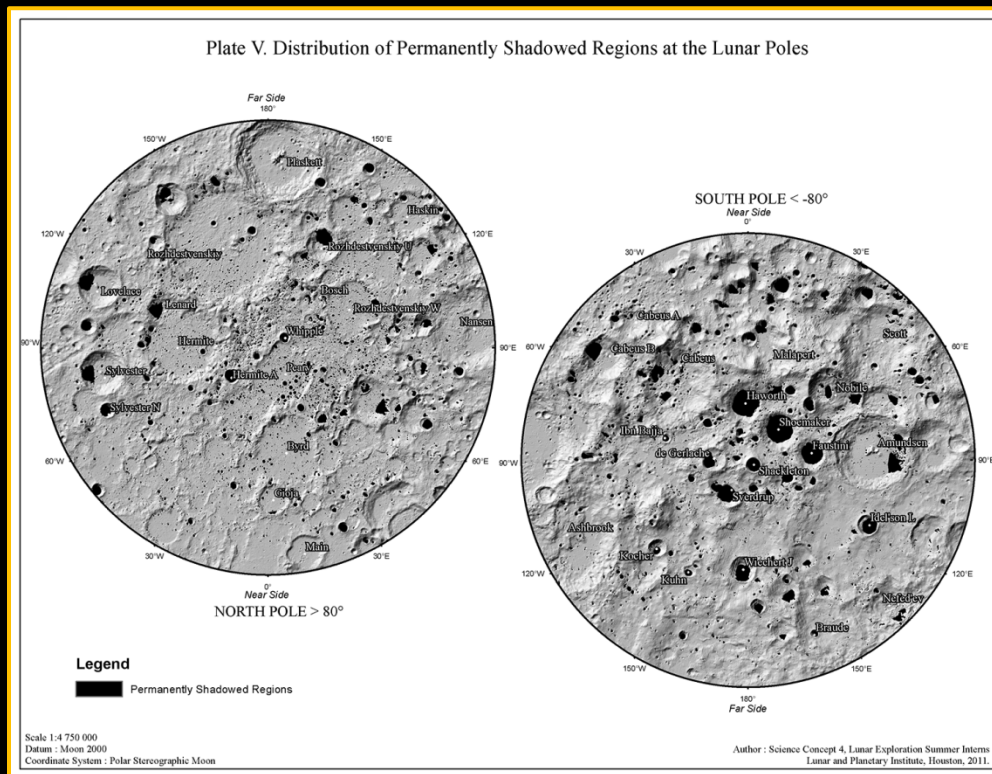 Plate V. Distribution of Permanently Shadowed Regions at the Lunar Poles
Far Side
180°
150°W
150°E
Plaskett
Haskin
120°W
120°E
Rozhdestvenskiy U
Rozhdestvenskiy
Lovelace
Bosch
Lenard
Rozhdestvenskiy W
Nansen
Whipple
90°W
Hermite
90°E
Peary
Sylvester
Hermite A
Sylvester N
Byrd
60°W
60°E
Gioja
Main
30°W
30°E
0°
Near Side
NORTH POLE > 80°
SOUTH POLE < -80°
Near Side
0°
30°W
30°E
Cabeus A
Scott
60°W
60°E
Cabeus B
Cabeus
Malapert
Nobile
Haworth
Shoemaker
Ibn Bajja
Faustini
Amundsen
de Gerlache
90°W
90°E
Shackleton
Sverdrup
Idel'son L
Ashbrook
Kocher
Wiechert J
120°W
120°E
Kuhn
Nefed'ev
Braude
150°W
150°E
180°
Far Side
Legend
Permanently Shadowed Regions
Scale 1:4 750 000
Datum : Moon 2000
Coordinate System : Polar Stereographic Moon
Author : Science Concept 4, Lunar Exploration Summer Interns
Lunar and Planetary Institute, Houston, 2011.